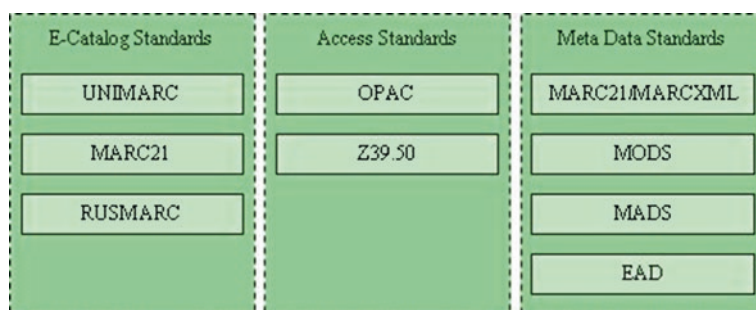 E-Catalog Standards
UNIMARC
MARC21
RUSMARC
Access Standards
OPAC
Z39.50
Meta Data Standards
MARC21/MARCXML
MODS
MADS
EAD